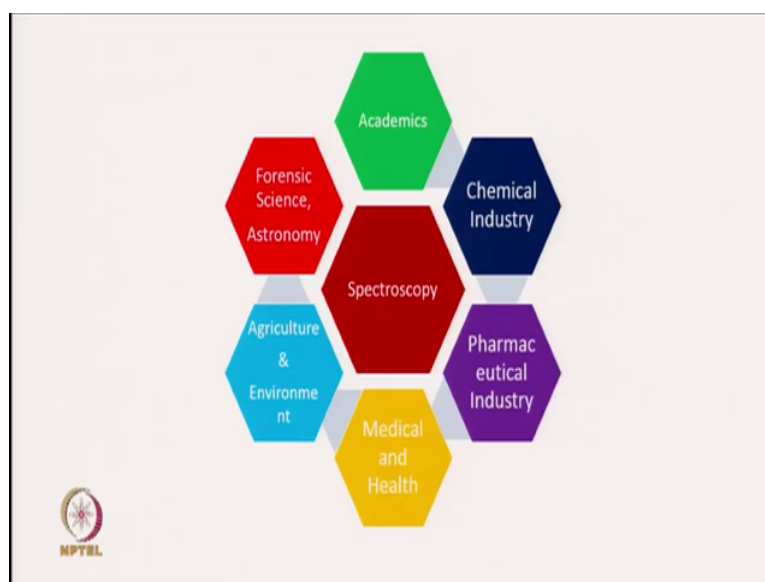 Academics
Chemical
Industry
Pharmac
eutical
Industry
Medical
and
Health
Agriculture
&
Environme
nt
Forensic
Science,
Astronomy
Spectroscopy
NPTEL